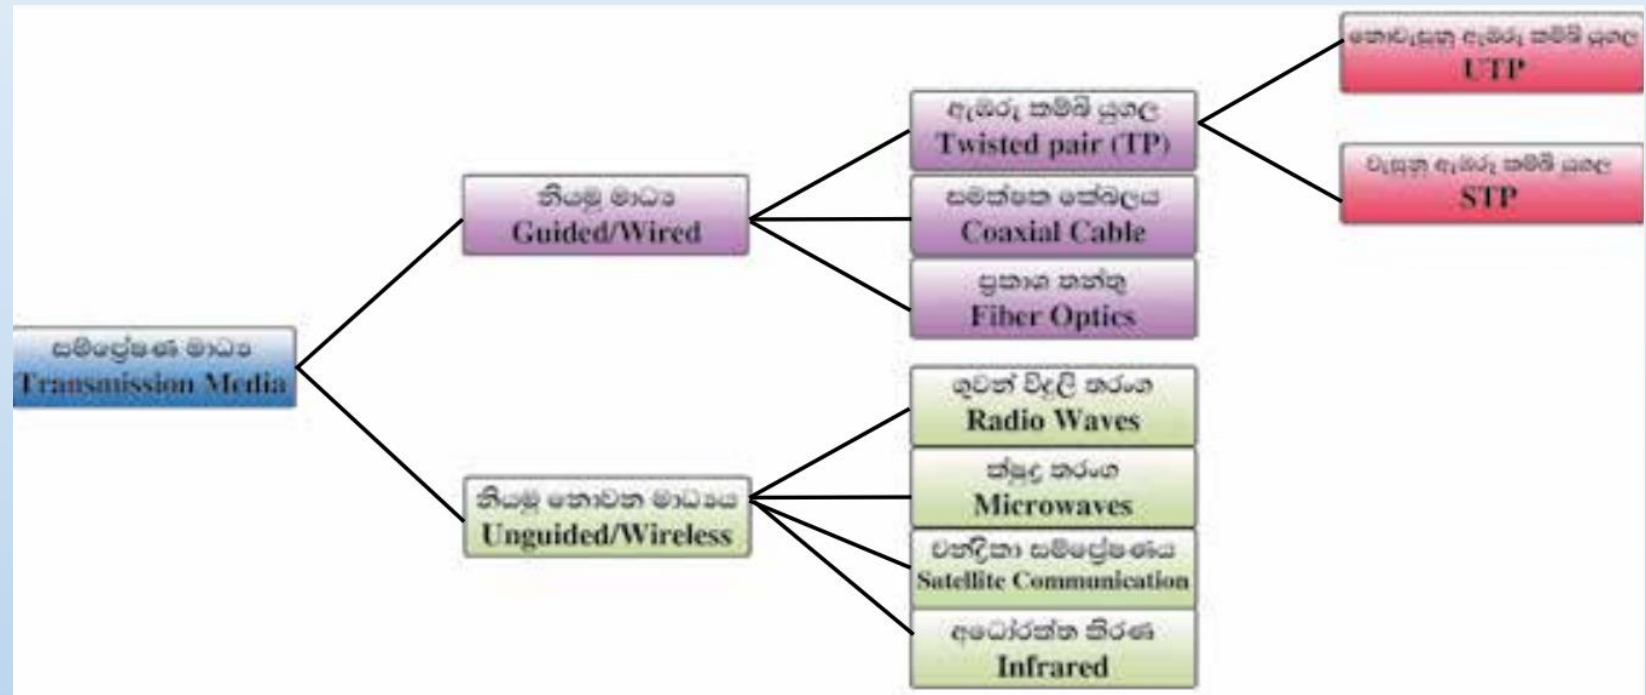 සම්ප්‍රේෂණ මාධ්‍ය
Transmission Media
නියමු මාධ්‍ය
Guided/Wired
ඇඹරු කම්බි යුගල
Twisted pair (TP)
නොවැසුනු ඇඹරු කම්බි යුගල
UTP
වැසුනු ඇඹරු කම්බි යුගල
STP
සමක්ෂක කේබලය
Coaxial Cable
ප්‍රකාශ තන්තු
Fiber Optics
නියමු නොවන මාධ්‍යය
Unguided/Wireless
ගුවන් විදුලි තරංග
Radio Waves
ක්ෂුද්‍ර තරංග
Microwaves
චන්ද්‍රිකා සම්ප්‍රේෂණය
Satellite Communication
අධෝරක්ත කිරණ
Infrared